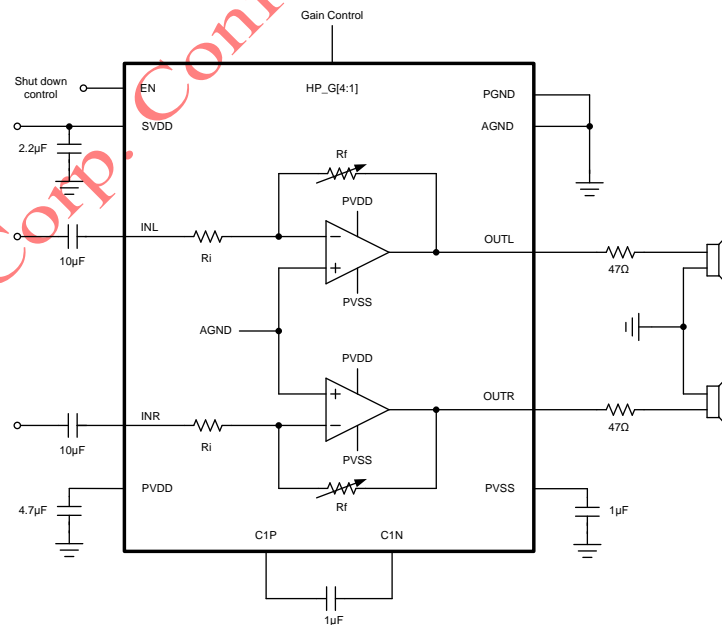 Gain Control
Shut down
control
EN
HP_G[4:1]
PGND
SVDD
AGND
2.2µF
Rf
PVDD
INL
OUTL
10µF
Ri
47Ω
PVSS
AGND
PVDD
OUTR
INR
10µF
Ri
47Ω
PVSS
PVDD
PVSS
4.7µF
Rf
1µF
C1P
C1N
1µF
Corp. Con